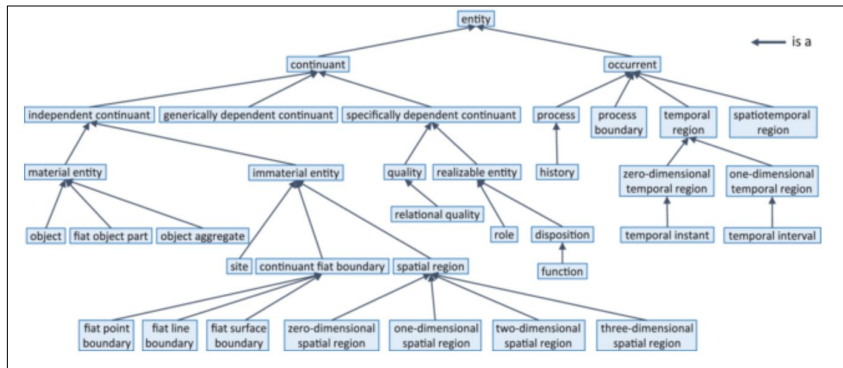 entity
is a
continuant
occurrent
independent continuant
generically dependent continuant
specifically dependent continuant
process
process
boundary
temporal
region
spatiotemporal
region
material entity
immaterial entity
quality
realizable entity
history
zero-dimensional
temporal region
one-dimensional
temporal region
relational quality
object
fiat object part
object aggregate
role
disposition
temporal instant
temporal interval
site
continuant fiat boundary
spatial region
function
fiat point
boundary
fiat line
boundary
fiat surface
boundary
zero-dimensional
spatial region
one-dimensional
spatial region
two-dimensional
spatial region
three-dimensional
spatial region